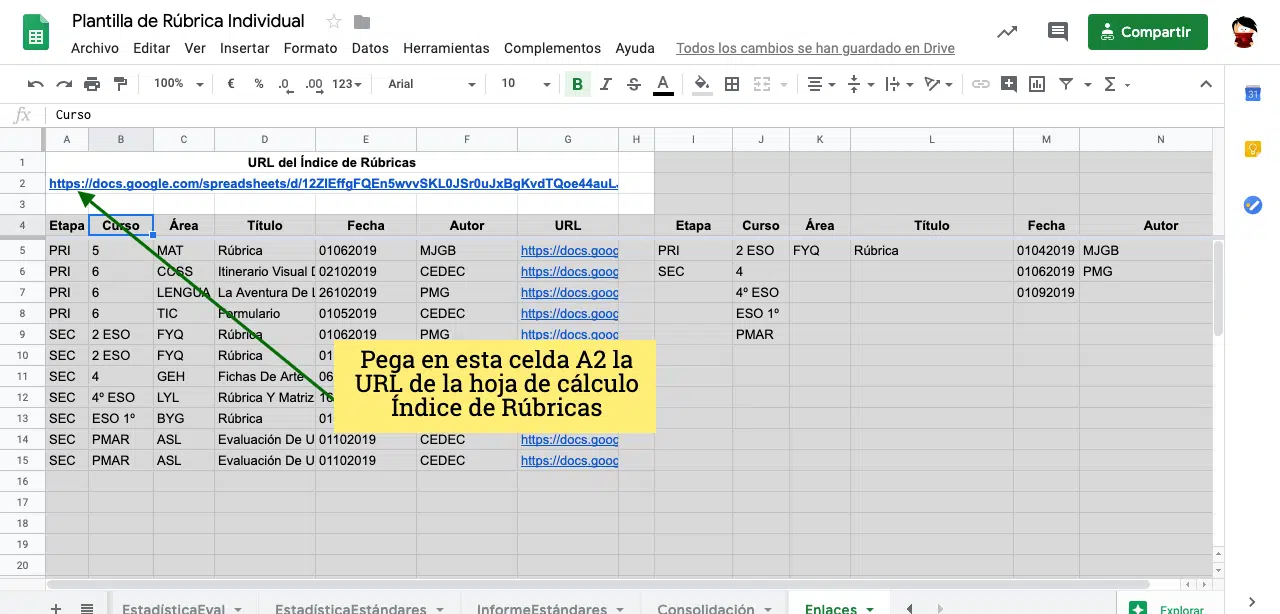 Plantilla de Rúbrica Individual
Archivo Editar Ver Insertar Formato Datos Herramientas Complementos Ayuda Todos los cambios se han guardado en Drive
Compartir
100% € % .0 .00 123 Arial 10 B I S A Σ
31
fx Curso
A B C D E F G H I J K L M N
1 URL del Índice de Rúbricas
2 https://docs.google.com/spreadsheets/d/12ZIEffgFQEn5wvvSKL0JSr0uJxBgKvdTQoe44auL
3
4 Etapa Curso Área Título Fecha Autor URL Etapa Curso Área Título Fecha Autor
5 PRI 5 MAT Rúbrica 01062019 MJGB https://docs.goog PRI 2 ESO FYQ Rúbrica 01042019 MJGB
6 PRI 6 CCSS Itinerario Visual D 02102019 CEDEC https://docs.goog SEC 4 01062019 PMG
7 PRI 6 LENGUA La Aventura De L 26102019 PMG https://docs.goog 4º ESO 01092019
8 PRI 6 TIC Formulario 01052019 CEDEC https://docs.goog ESO 1º
9 SEC 2 ESO FYQ Rúbrica 01062019 PMG https://docs.goog PMAR
10 SEC 2 ESO FYQ Rúbrica 01
11 SEC 4 GEH Fichas De Arte 06
12 SEC 4º ESO LYL Rúbrica Y Matriz 16
13 SEC ESO 1º BYG Rúbrica 01
Pega en esta celda A2 la
URL de la hoja de cálculo
Índice de Rúbricas
14 SEC PMAR ASL Evaluación De U 01102019 CEDEC https://docs.goog
15 SEC PMAR ASL Evaluación De U 01102019 CEDEC https://docs.goog
16
17
18
19
20
EstadísticaEval EstadísticaEstándares InformeEstándares Consolidación Enlaces Explorar